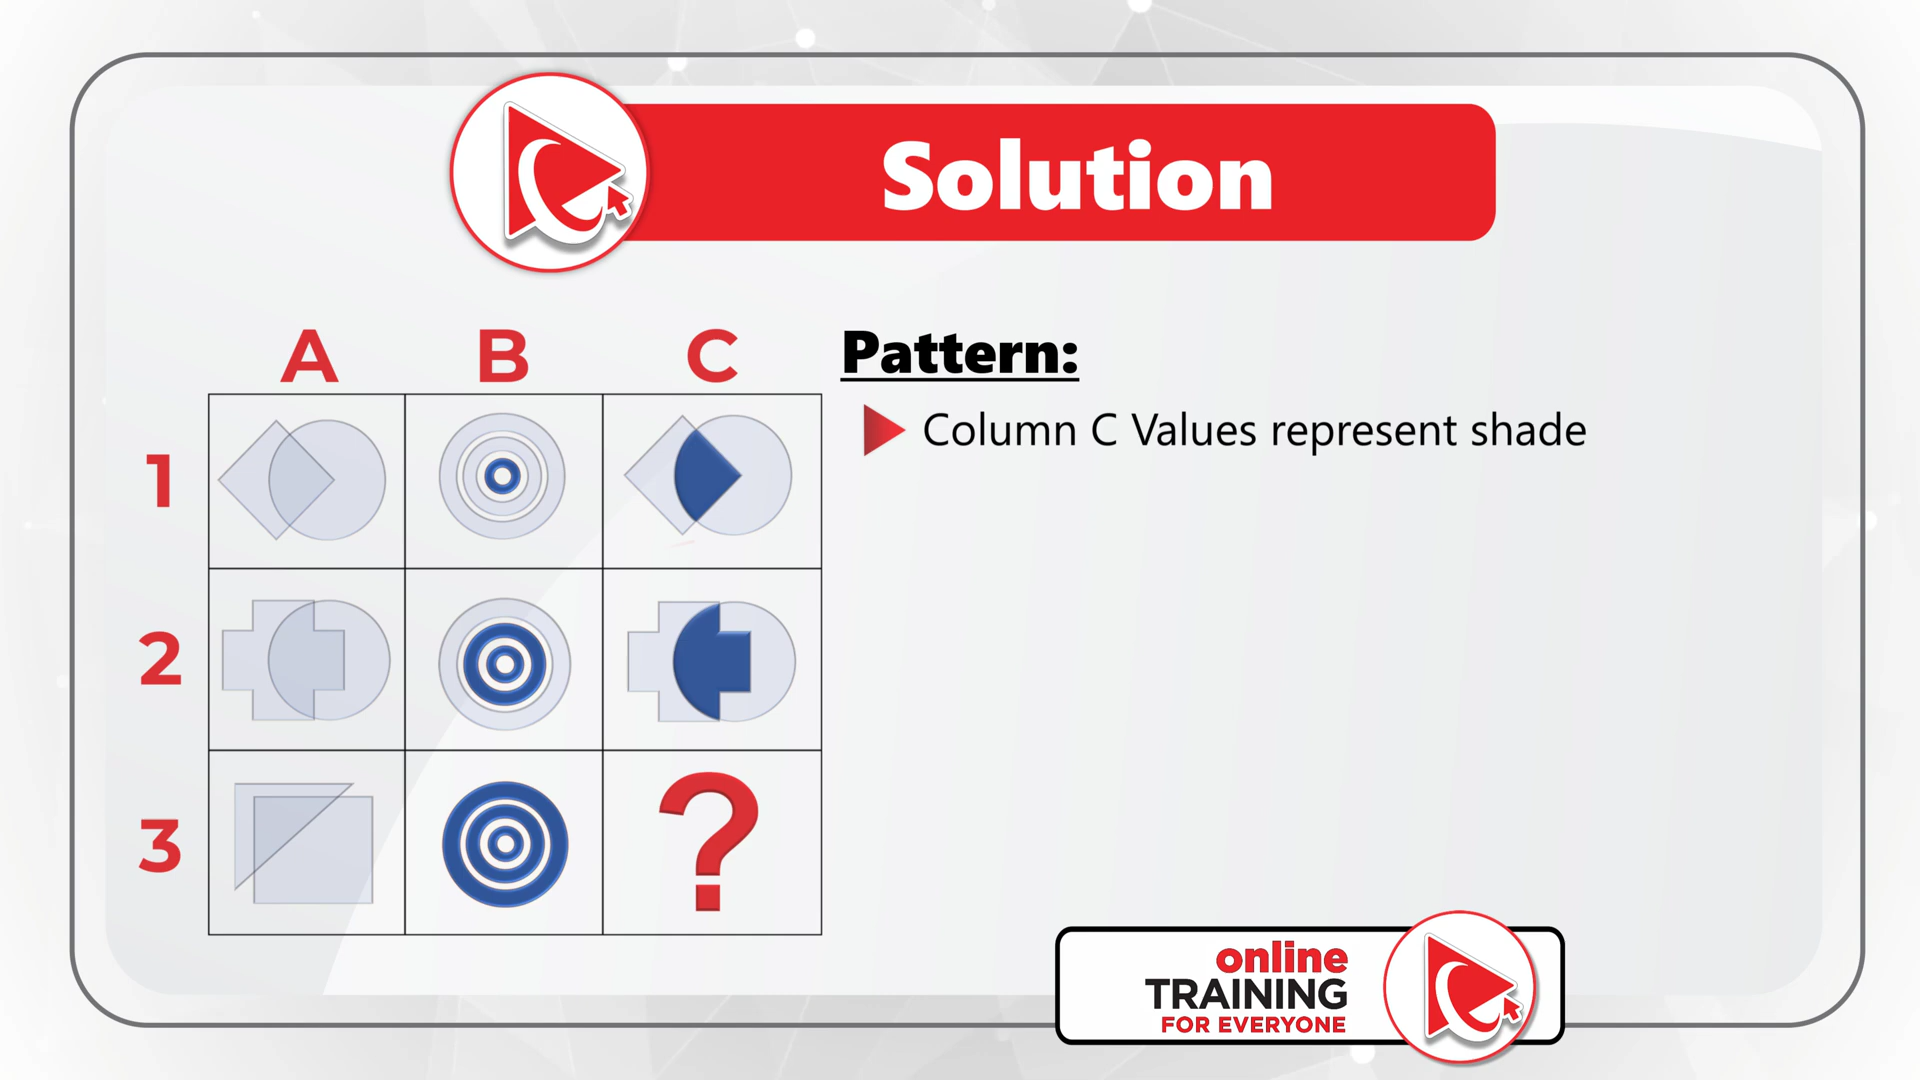 Solution
A B C
Pattern:
Column C Values represent shade
1
2
3
?
online
TRAINING
FOR EVERYONE